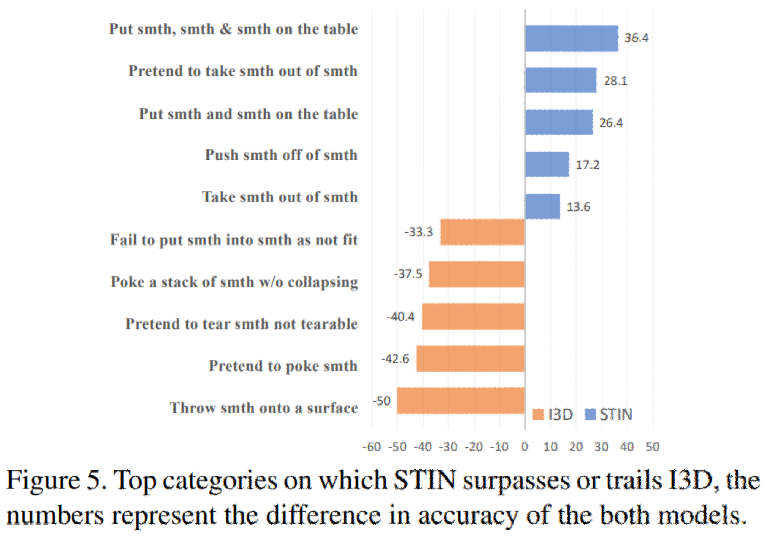 Put smth, smth & smth on the table
36.4
Pretend to take smth out of smth
28.1
Put smth and smth on the table
26.4
Push smth off of smth
17.2
Take smth out of smth
13.6
Fail to put smth into smth as not fit
-33.3
Poke a stack of smth w/o collapsing
-37.5
Pretend to tear smth not tearable
-40.4
Pretend to poke smth
-42.6
Throw smth onto a surface
-50
I3D STIN
-60 -50 -40 -30 -20 -10 0 10 20 30 40 50
Figure 5. Top categories on which STIN surpasses or trails I3D, the
numbers represent the difference in accuracy of the both models.